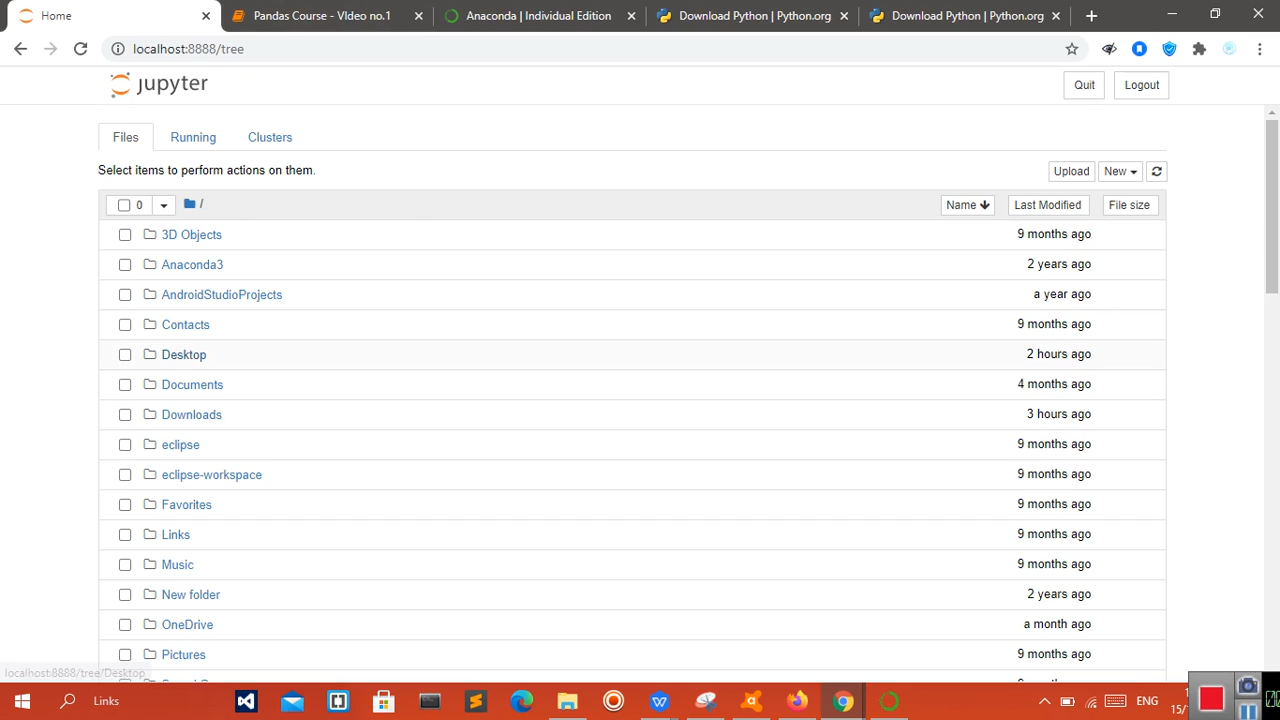 Home
Pandas Course - VIdeo no.1
Anaconda | Individual Edition
Download Python | Python.org
Download Python | Python.org
localhost:8888/tree
jupyter
Quit
Logout
Files
Running
Clusters
Select items to perform actions on them.
Upload
New
0
/
Name
Last Modified
File size
3D Objects
9 months ago
Anaconda3
2 years ago
AndroidStudioProjects
a year ago
Contacts
9 months ago
Desktop
2 hours ago
Documents
4 months ago
Downloads
3 hours ago
eclipse
9 months ago
eclipse-workspace
9 months ago
Favorites
9 months ago
Links
9 months ago
Music
9 months ago
New folder
2 years ago
OneDrive
a month ago
Pictures
9 months ago
localhost:8888/tree/Desktop
Links
ENG